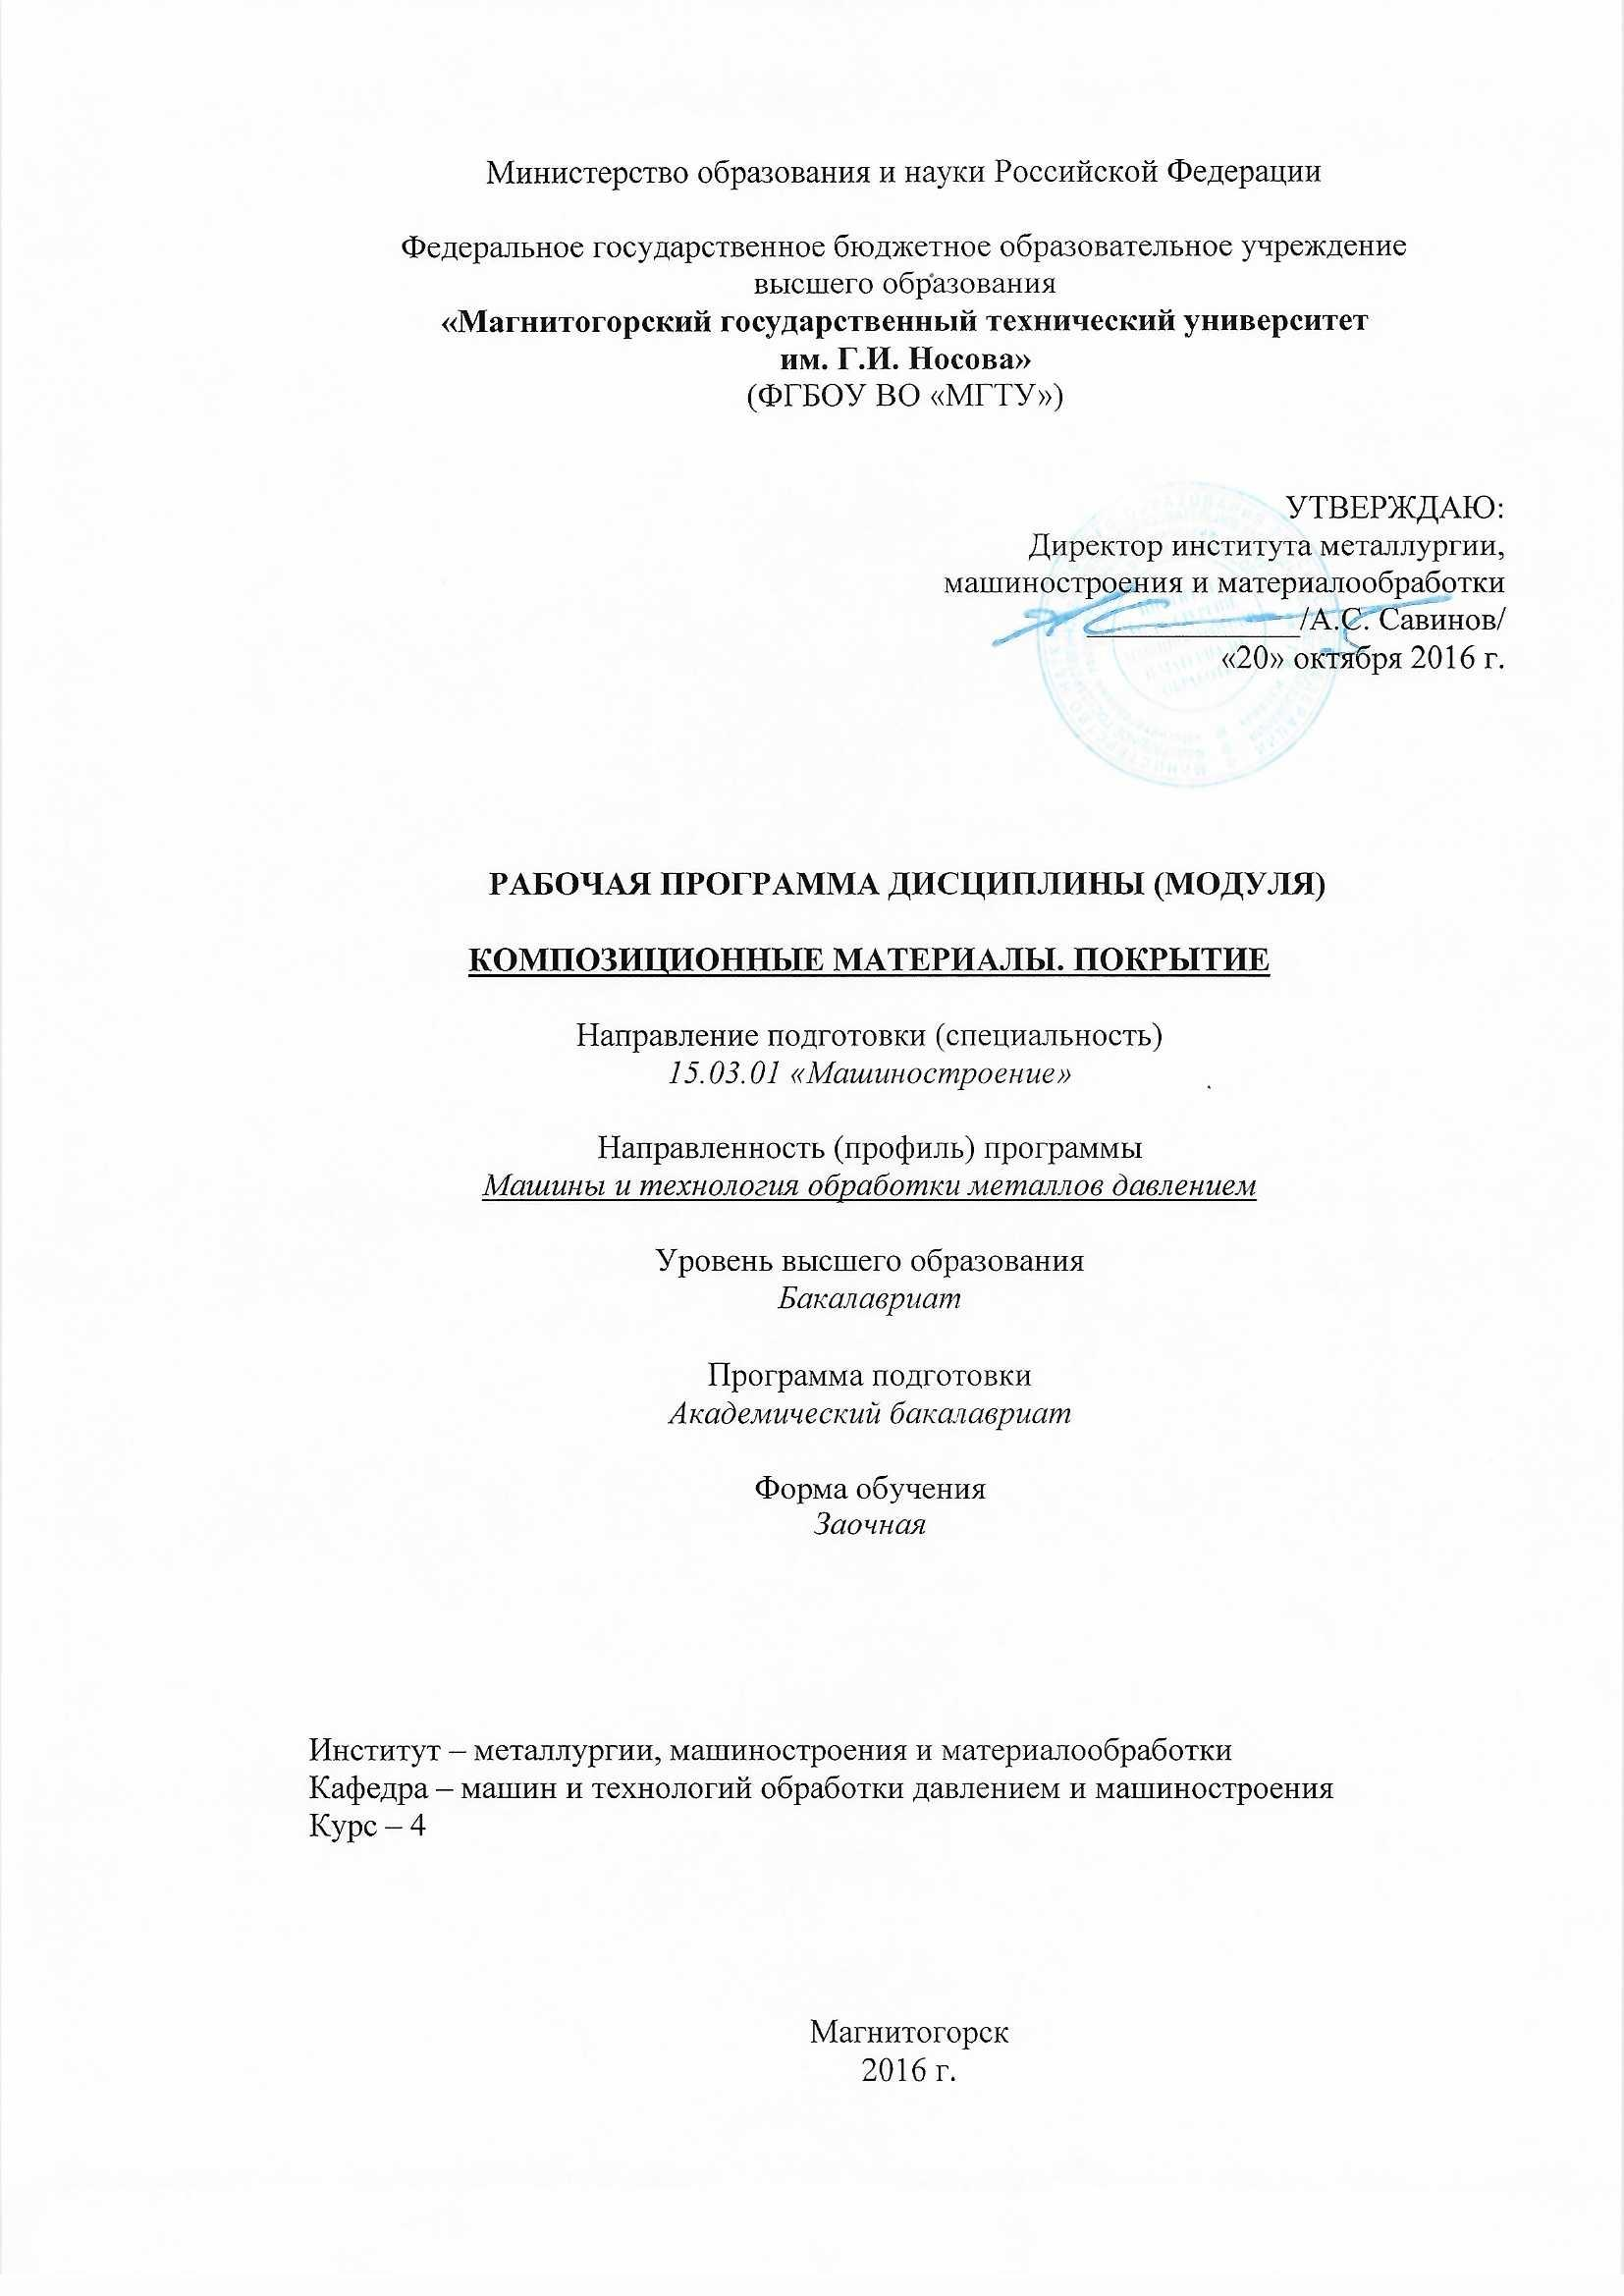 Министерство образования и науки Российской Федерации
Федеральное государственное бюджетное образовательное учреждение
высшего образования
«Магнитогорский государственный технический университет
им. Г.И. Носова»
(ФГБОУ ВО «МГТУ»)
УТВЕРЖДАЮ:
Директор института металлургии,
машиностроения и материалообработки
/А.С. Савинов/
«20» октября 2016 г.
РАБОЧАЯ ПРОГРАММА ДИСЦИПЛИНЫ (МОДУЛЯ)
КОМПОЗИЦИОННЫЕ МАТЕРИАЛЫ. ПОКРЫТИЕ
Направление подготовки (специальность)
15.03.01 «Машиностроение»
Направленность (профиль) программы
Машины и технология обработки металлов давлением
Уровень высшего образования
Бакалавриат
Программа подготовки
Академический бакалавриат
Форма обучения
Заочная
Институт – металлургии, машиностроения и материалообработки
Кафедра – машин и технологий обработки давлением и машиностроения
Курс – 4
Магнитогорск
2016 г.